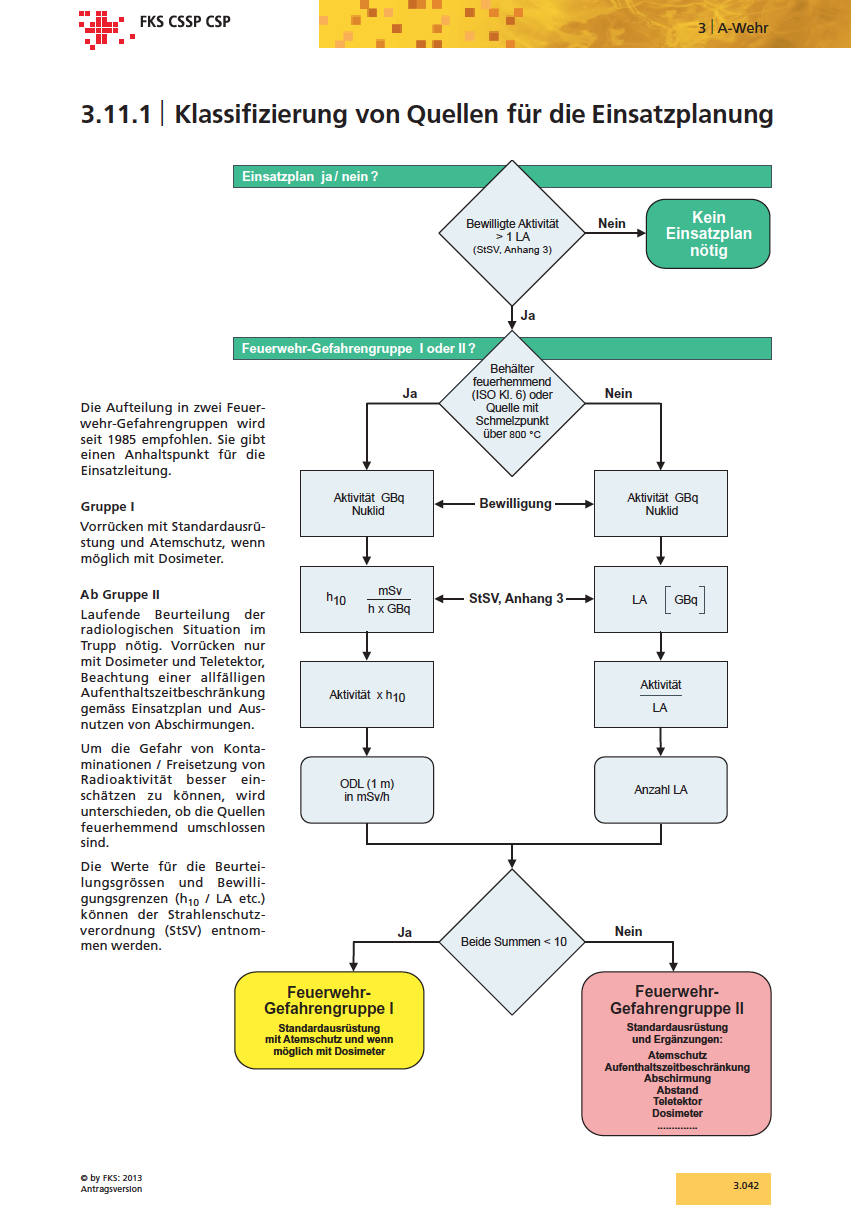 FKS CSSP CSP
3 | A-Wehr
3.11.1 | Klassifizierung von Quellen für die Einsatzplanung
Einsatzplan ja / nein ?
Bewilligte Aktivität
> 1 LA
(StSV, Anhang 3)
Nein
Kein
Einsatzplan
nötig
Ja
Feuerwehr-Gefahrengruppe I oder II ?
Behälter
feuerhemmend
(ISO Kl. 6) oder
Quelle mit
Schmelzpunkt
über 800 °C
Ja
Nein
Die Aufteilung in zwei Feuer-
wehr-Gefahrengruppen wird
seit 1985 empfohlen. Sie gibt
einen Anhaltspunkt für die
Einsatzleitung.
Gruppe I
Vorrücken mit Standardausrü-
stung und Atemschutz, wenn
möglich mit Dosimeter.
Ab Gruppe II
Laufende Beurteilung der
radiologischen Situation im
Trupp nötig. Vorrücken nur
mit Dosimeter und Teletektor,
Beachtung einer allfälligen
Aufenthaltszeitbeschränkung
gemäss Einsatzplan und Aus-
nutzen von Abschirmungen.
Um die Gefahr von Konta-
minationen / Freisetzung von
Radioaktivität besser ein-
schätzen zu können, wird
unterschieden, ob die Quellen
feuerhemmend umschlossen
sind.
Die Werte für die Beurtei-
lungsgrössen und Bewilli-
gungsgrenzen (h10 / LA etc.)
können der Strahlenschutz-
verordnung (StSV) entnom-
men werden.
Aktivität GBq
Nuklid
Bewilligung
Aktivität GBq
Nuklid
h10
mSv
h x GBq
StSV, Anhang 3
LA [GBq]
Aktivität x h10
Aktivität
LA
ODL (1 m)
in mSv/h
Anzahl LA
Beide Summen < 10
Ja
Nein
Feuerwehr-
Gefahrengruppe I
Standardausrüstung
mit Atemschutz und wenn
möglich mit Dosimeter
Feuerwehr-
Gefahrengruppe II
Standardausrüstung
und Ergänzungen:
Atemschutz
Aufenthaltszeitbeschränkung
Abschirmung
Abstand
Teletektor
Dosimeter
..............
© by FKS: 2013
Antragsversion
3.042